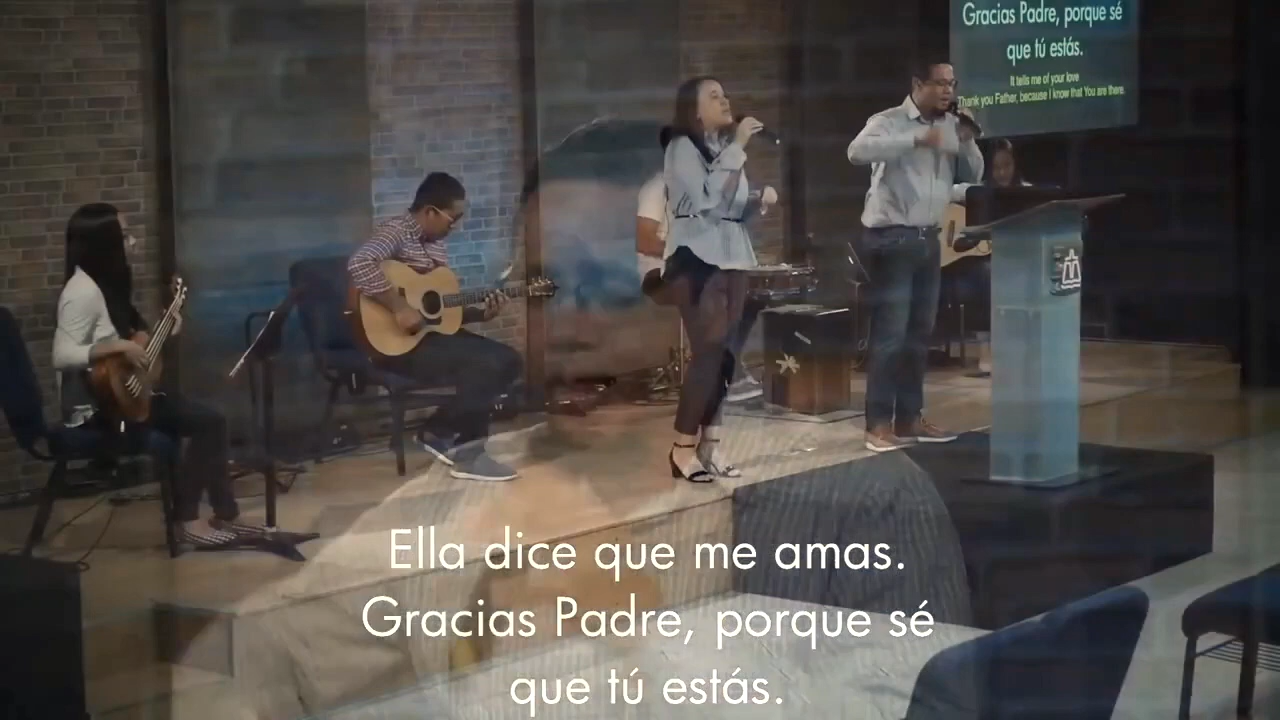 Gracias Padre, porque sé
que tú estás.
It tells me of your love
Thank you Father, because I know that You are there.
Ella dice que me amas.
Gracias Padre, porque sé
que tú estás.